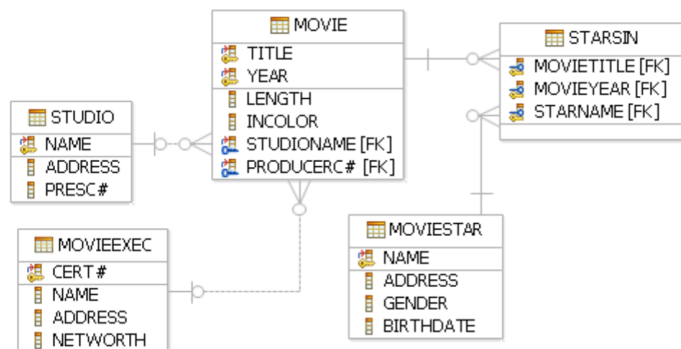 MOVIE
TITLE
YEAR
LENGTH
INCOLOR
STUDIONAME [FK]
PRODUCERC# [FK]
STARSIN
MOVIETITLE [FK]
MOVIEYEAR [FK]
STARNAME [FK]
STUDIO
NAME
ADDRESS
PRESC#
MOVIEEXEC
CERT#
NAME
ADDRESS
NETWORTH
MOVIESTAR
NAME
ADDRESS
GENDER
BIRTHDATE